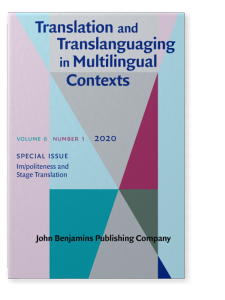 Translation and
Translanguaging
in Multilingual
Contexts
VOLUME 6 NUMBER 1 2020
SPECIAL ISSUE
Im/politeness and
Stage Translation
John Benjamins Publishing Company